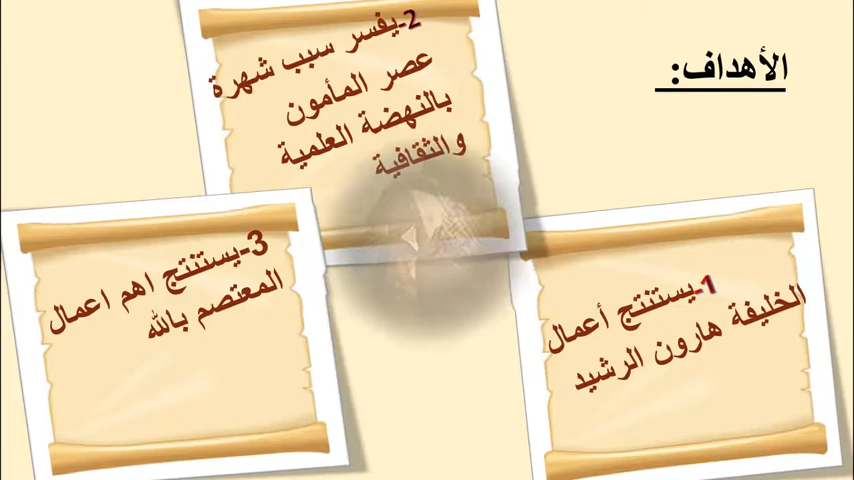 الأهداف:
1-يستنتج أعمال
الخليفة هارون الرشيد
2-يفسر سبب شهرة
عصر المأمون
بالنهضة العلمية
والثقافية
3-يستنتج اهم اعمال
المعتصم بالله